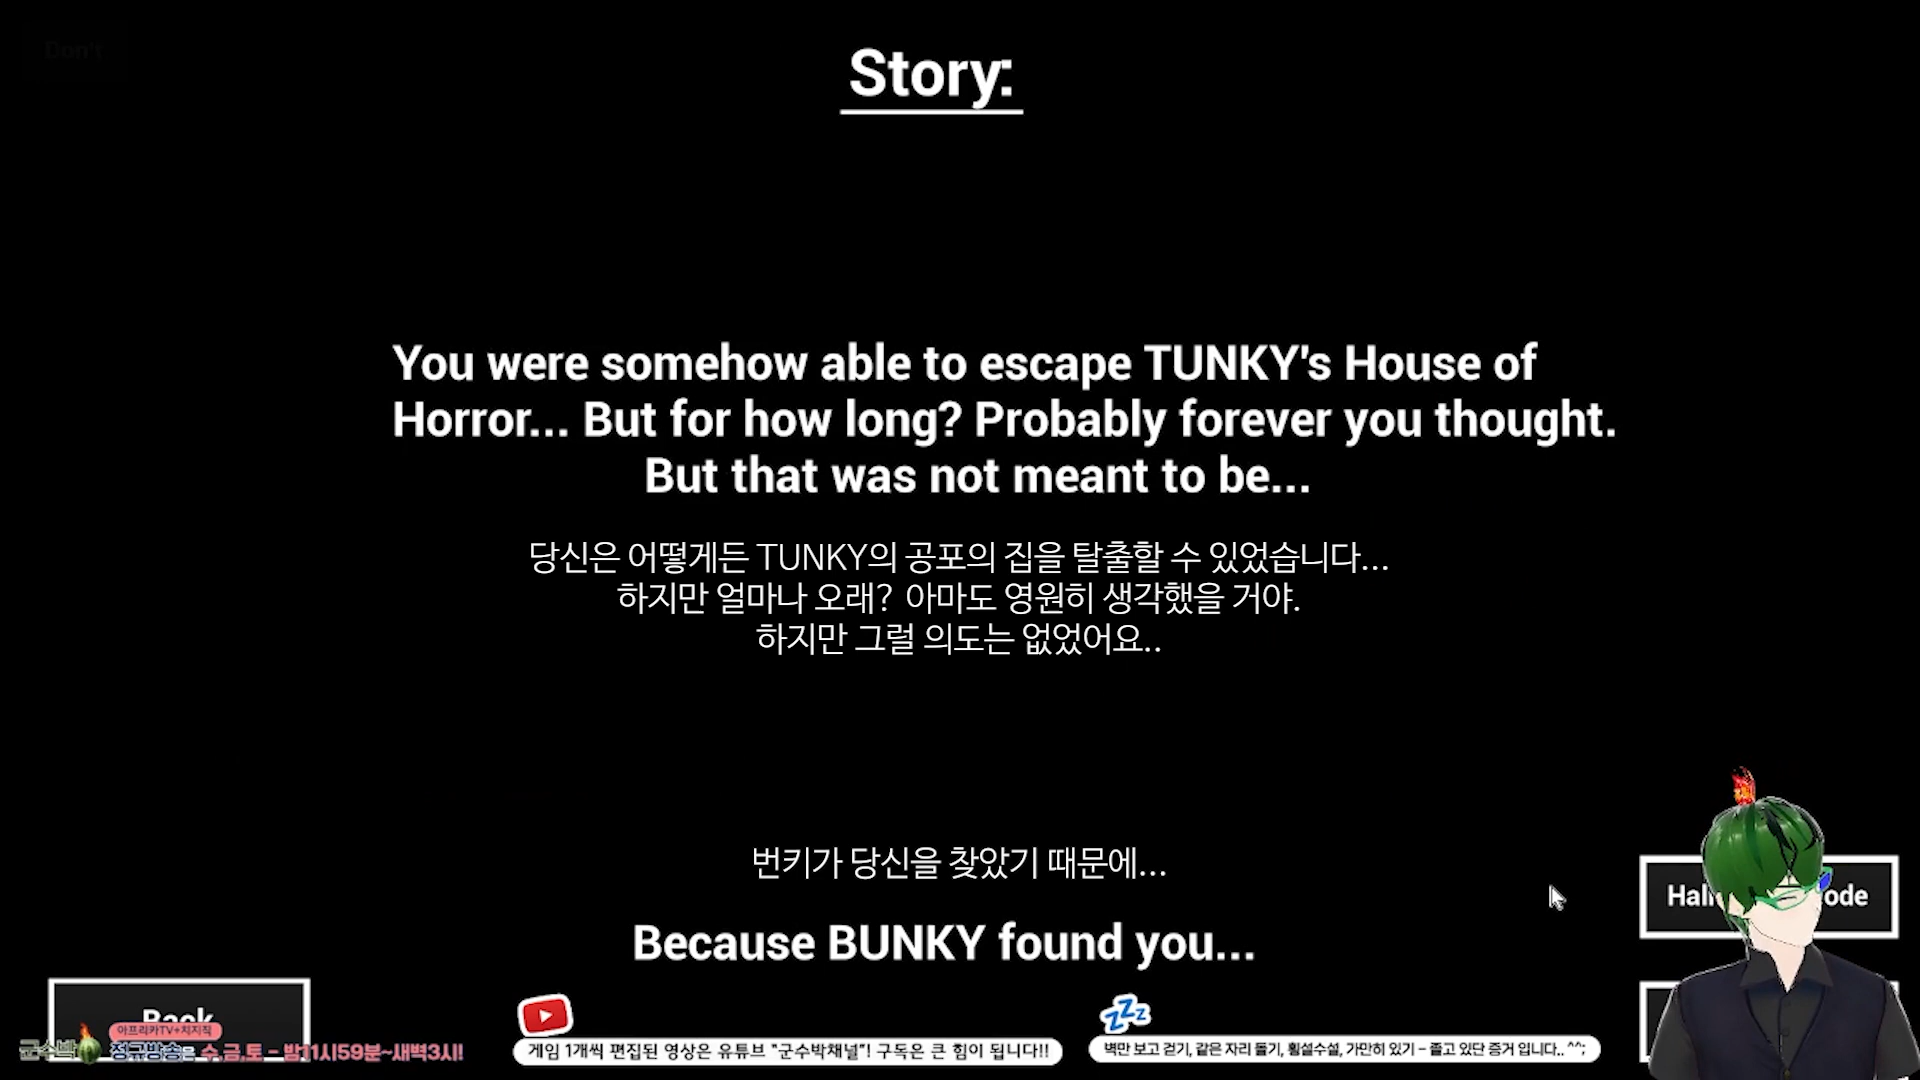 Don't
Story:
You were somehow able to escape TUNKY's House of
Horror... But for how long? Probably forever you thought.
But that was not meant to be...
당신은 어떻게든 TUNKY의 공포의 집을 탈출할 수 있었습니다...
하지만 얼마나 오래? 아마도 영원히 생각했을 거야.
하지만 그럴 의도는 없었어요..
번키가 당신을 찾았기 때문에...
Because BUNKY found you...
Back
아프리카TV+치지직
군수박 정규방송은 수,금,토 - 밤11시59분~새벽3시!
게임 1개씩 편집된 영상은 유튜브 "군수박채널"! 구독은 큰 힘이 됩니다!!
zzz
벽만 보고 걷기, 같은 자리 돌기, 횡설수설, 가만히 있기 - 졸고 있단 증거 입니다.. ^^;